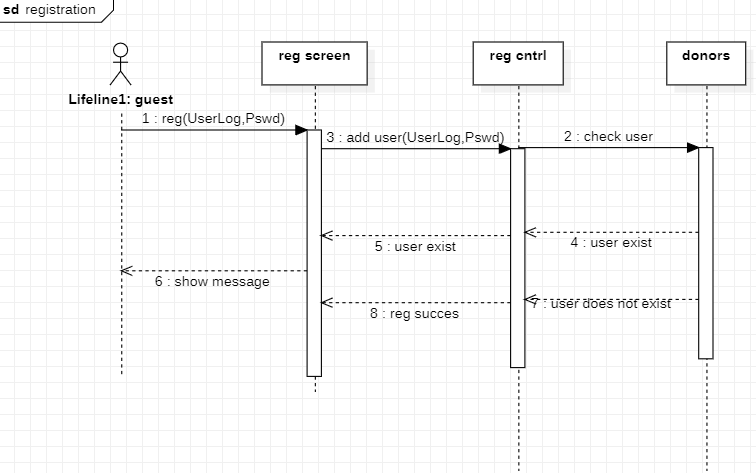 sd registration
reg screen
reg cntrl
donors
Lifeline1: guest
1 : reg(UserLog,Pswd)
3 : add user(UserLog,Pswd)
2 : check user
4 : user exist
5 : user exist
6 : show message
7 : user does not exist
8 : reg succes